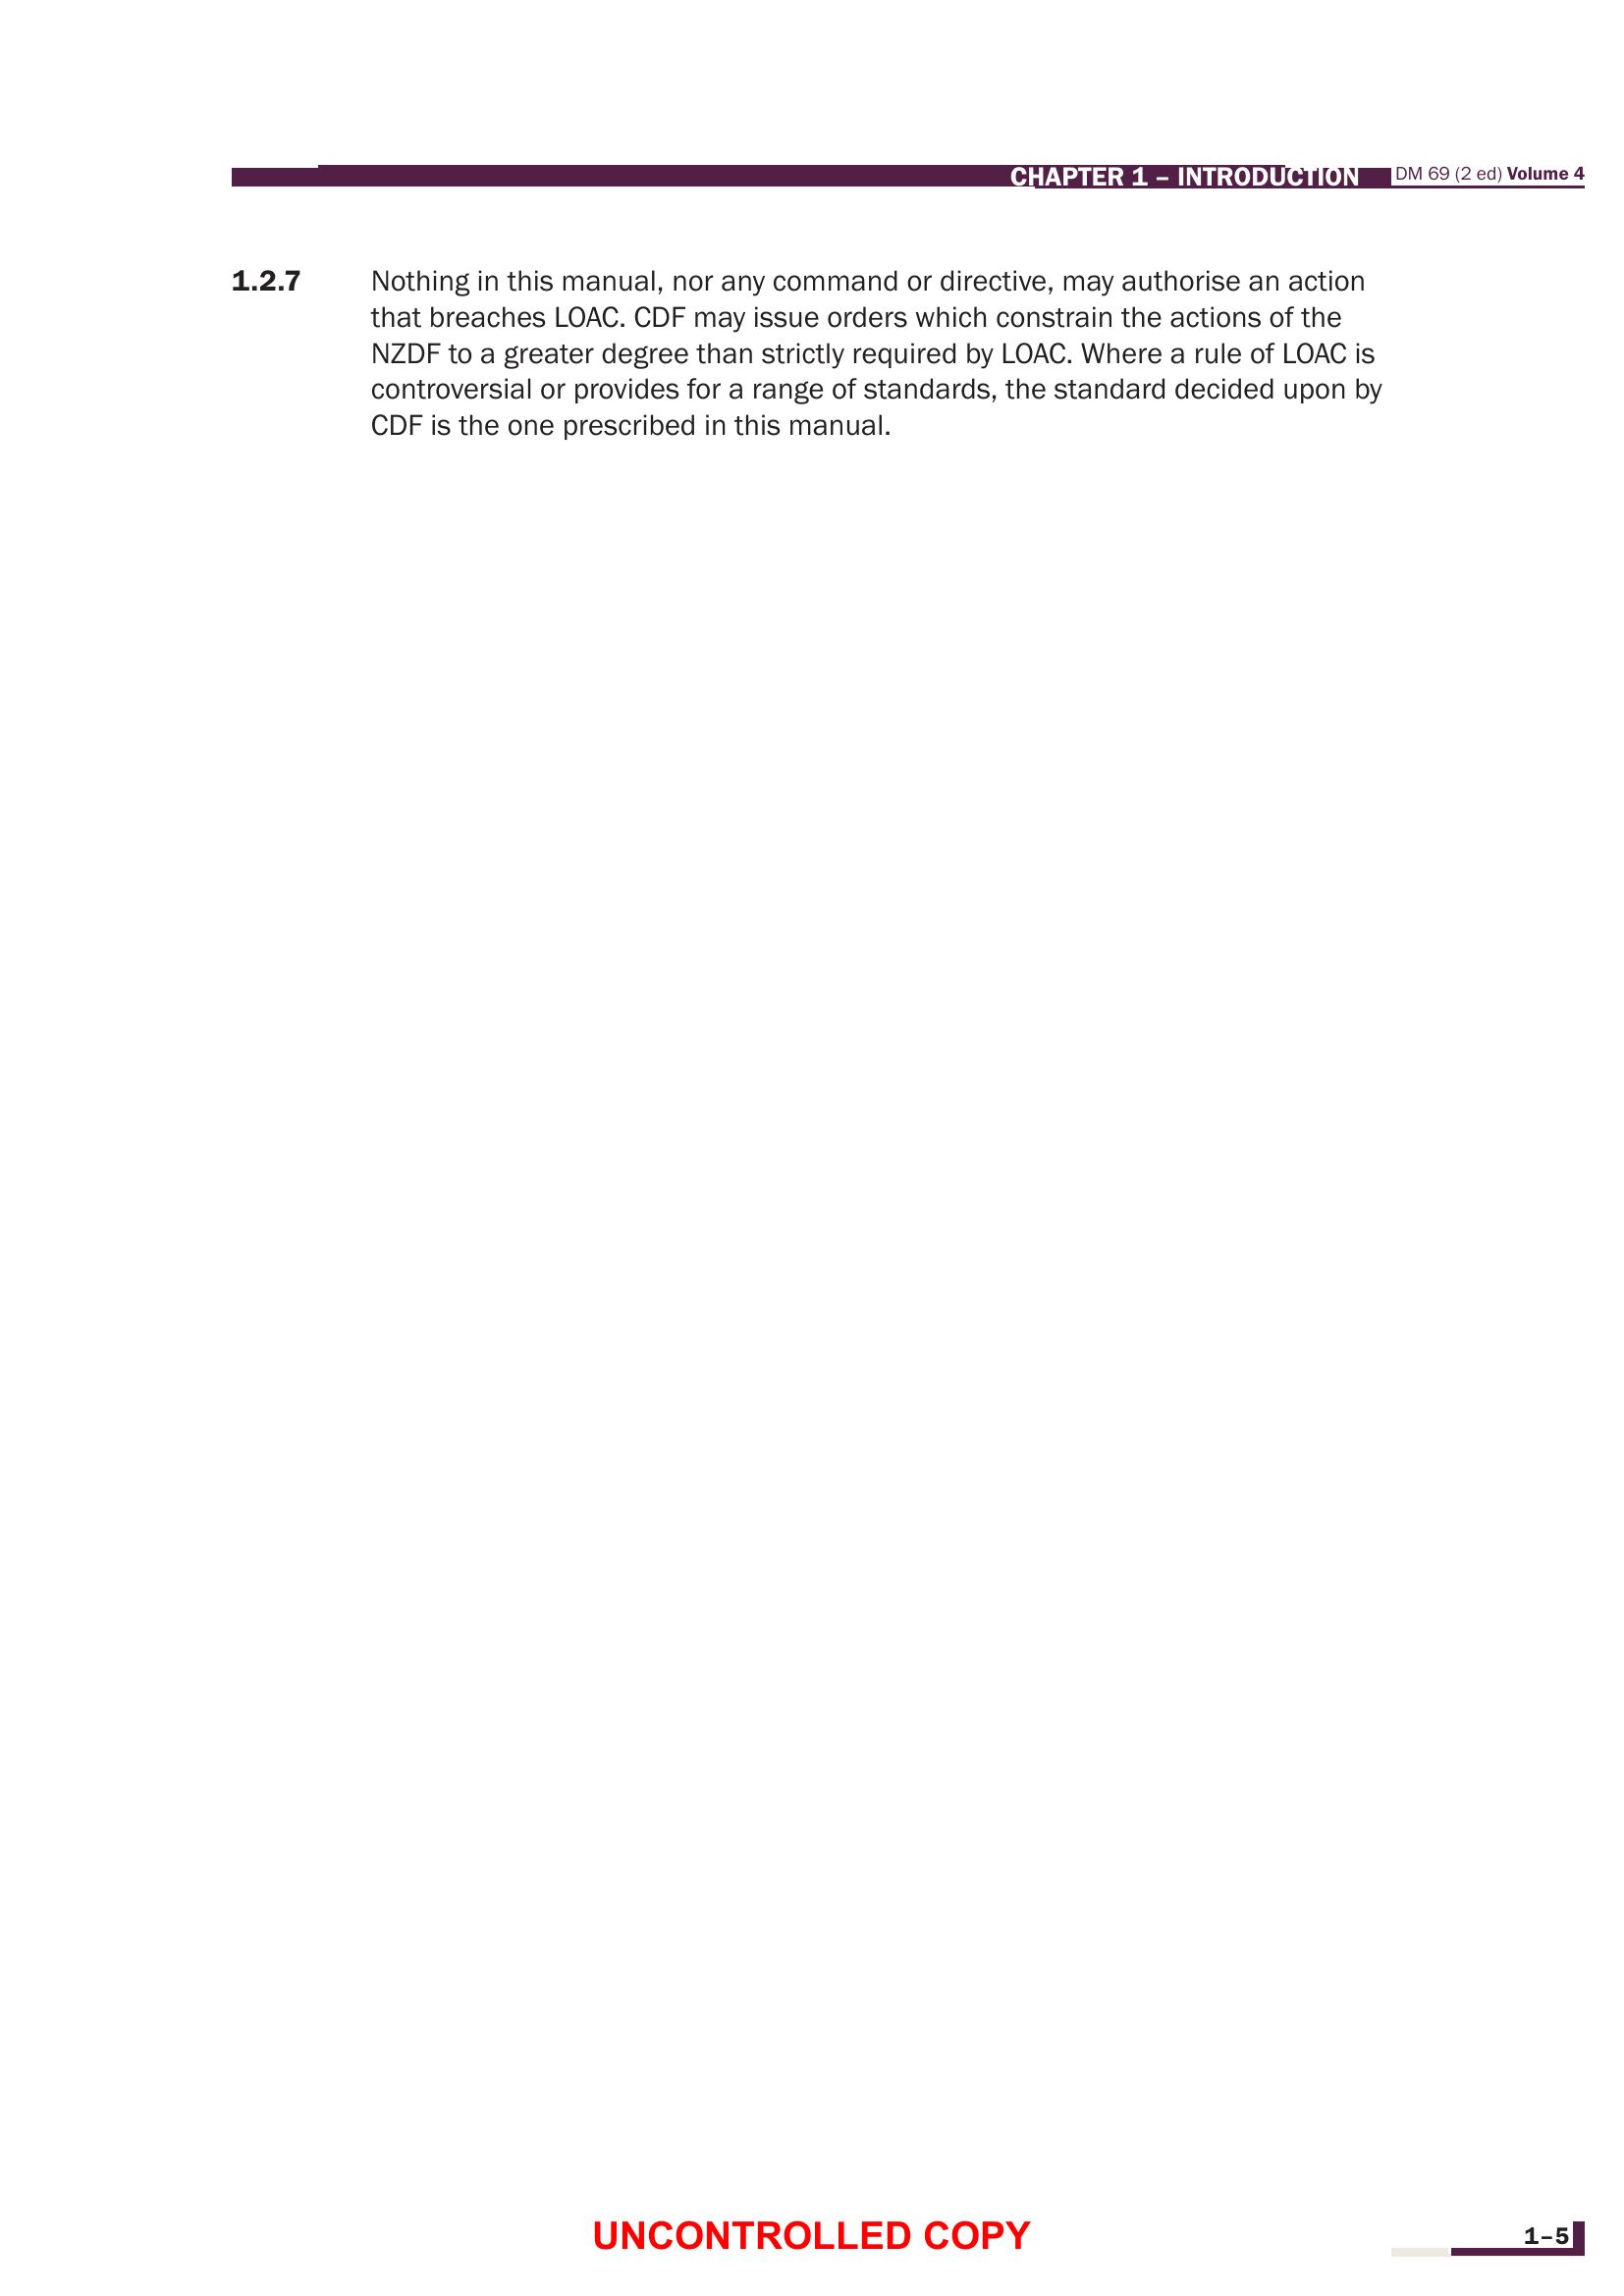 CHAPTER 1 – INTRODUCTION DM 69 (2 ed) Volume 4
1.2.7 Nothing in this manual, nor any command or directive, may authorise an action
that breaches LOAC. CDF may issue orders which constrain the actions of the
NZDF to a greater degree than strictly required by LOAC. Where a rule of LOAC is
controversial or provides for a range of standards, the standard decided upon by
CDF is the one prescribed in this manual.
UNCONTROLLED COPY
1–5